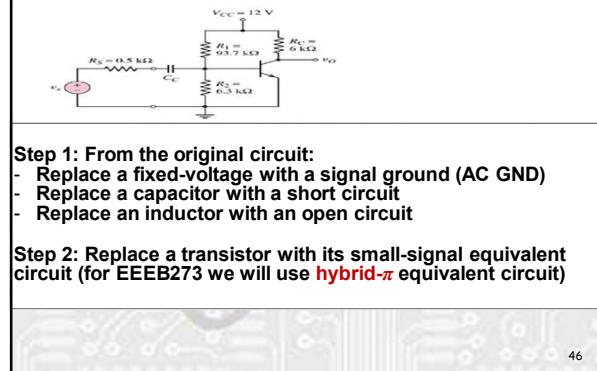 V_CC = 12 V
R_C =
6 kΩ
R_1 =
93.7 kΩ
v_O
R_S = 0.5 kΩ
C_C
R_2 =
6.3 kΩ
v_s
Step 1: From the original circuit:
- Replace a fixed-voltage with a signal ground (AC GND)
- Replace a capacitor with a short circuit
- Replace an inductor with an open circuit
Step 2: Replace a transistor with its small-signal equivalent
circuit (for EEEB273 we will use hybrid-π equivalent circuit)
46